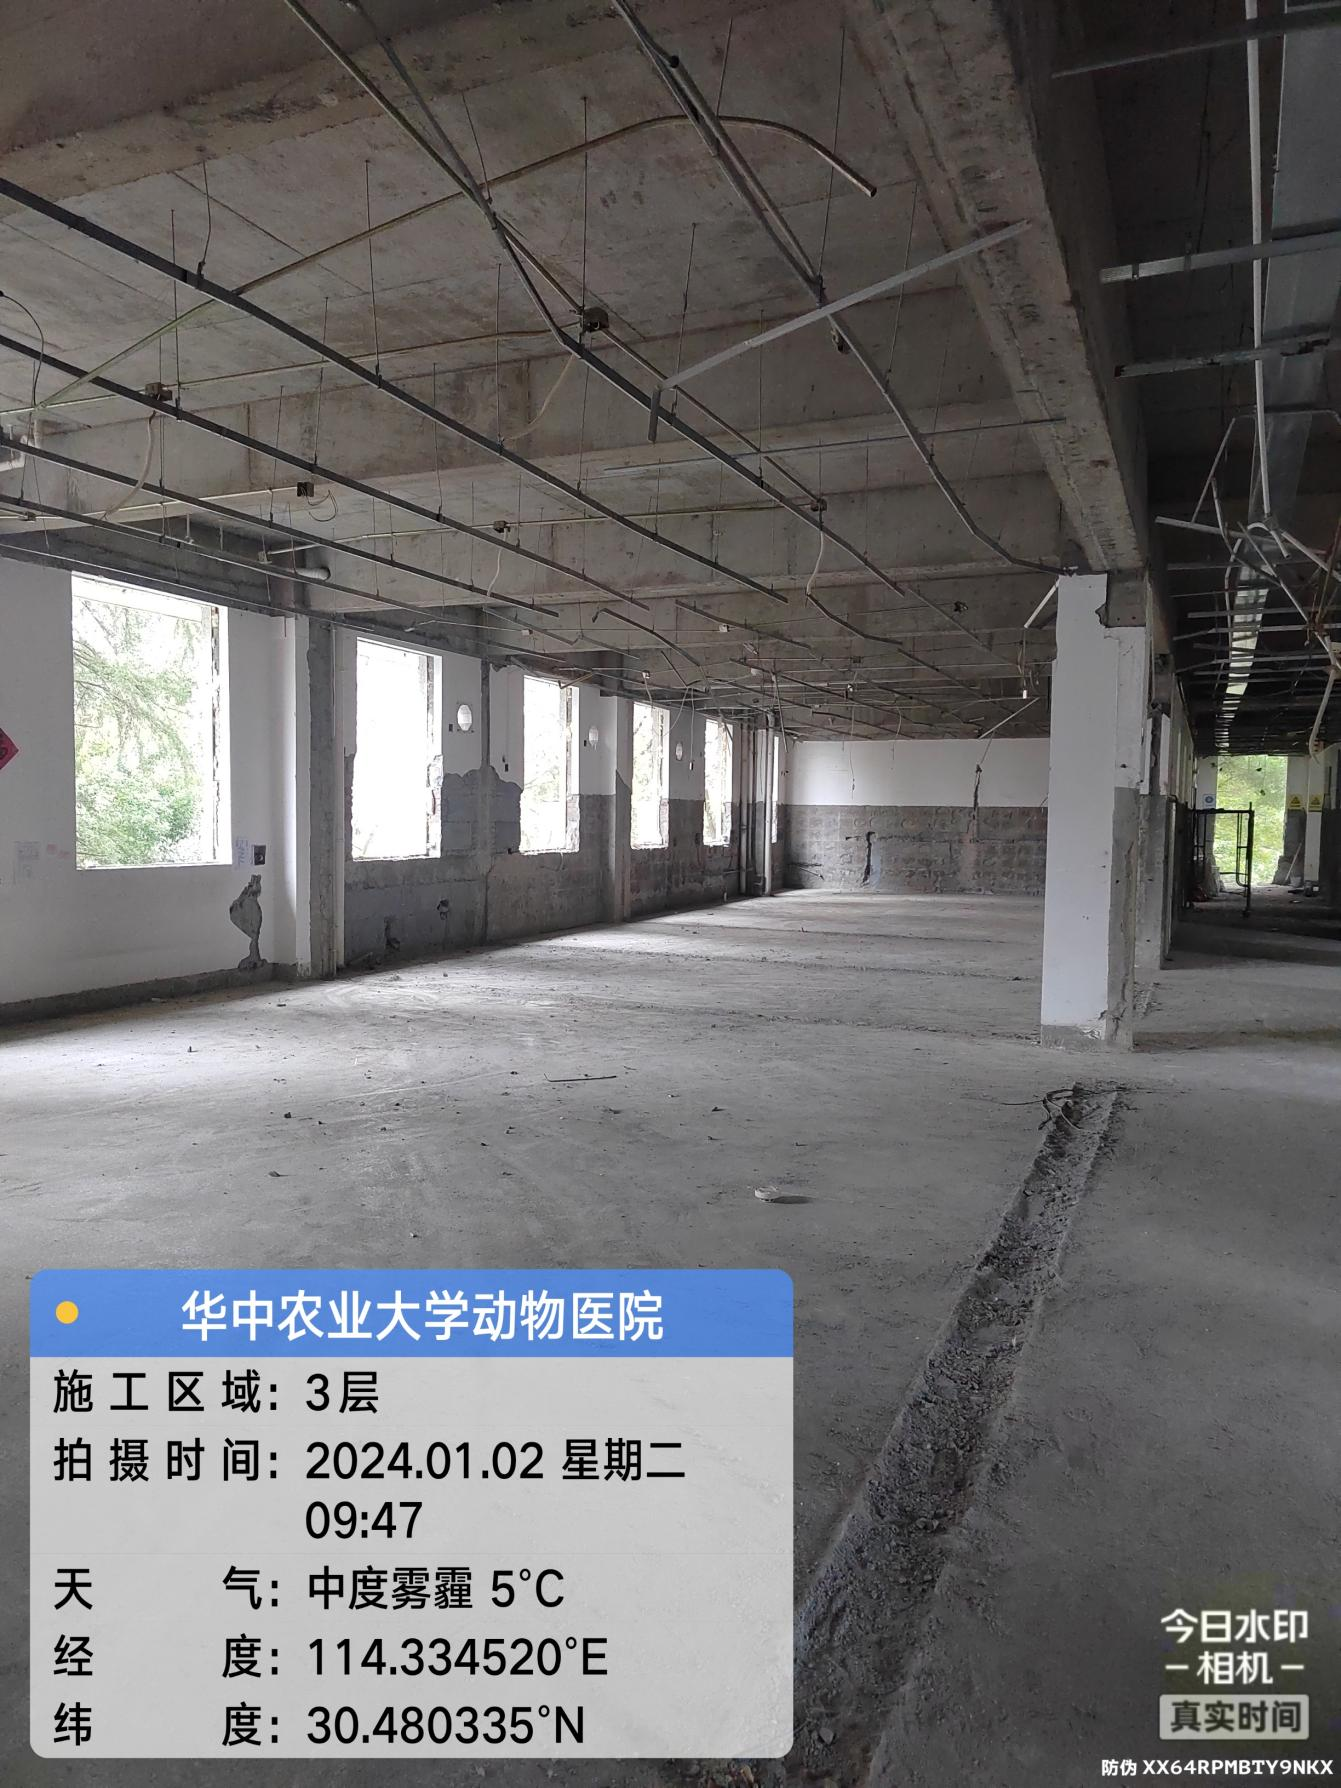 华中农业大学动物医院
施工区域：3层
拍摄时间：2024.01.02 星期二
09:47
天气：中度雾霾 5°C
经度：114.334520°E
纬度：30.480335°N
今日水印
-相机-
真实时间
防伪 XX64RPMBTY9NKX